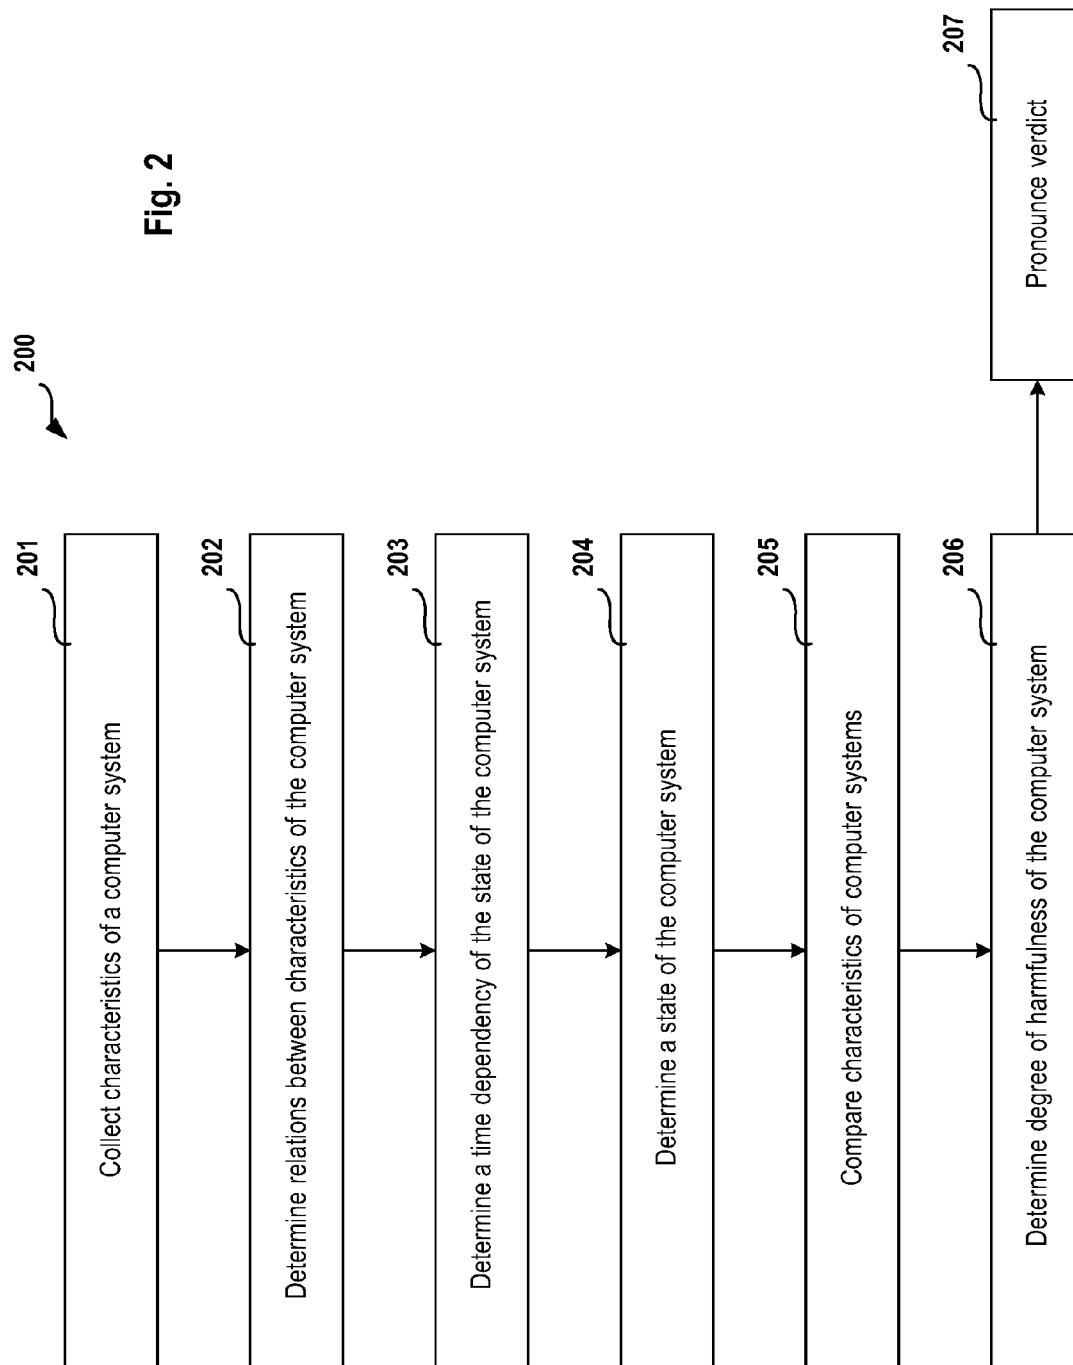 200
201
Collect characteristics of a computer system
202
Determine relations between characteristics of the computer system
203
Determine a time dependency of the state of the computer system
204
Determine a state of the computer system
205
Compare characteristics of computer systems
206
Determine degree of harmfulness of the computer system
207
Pronounce verdict
Fig. 2